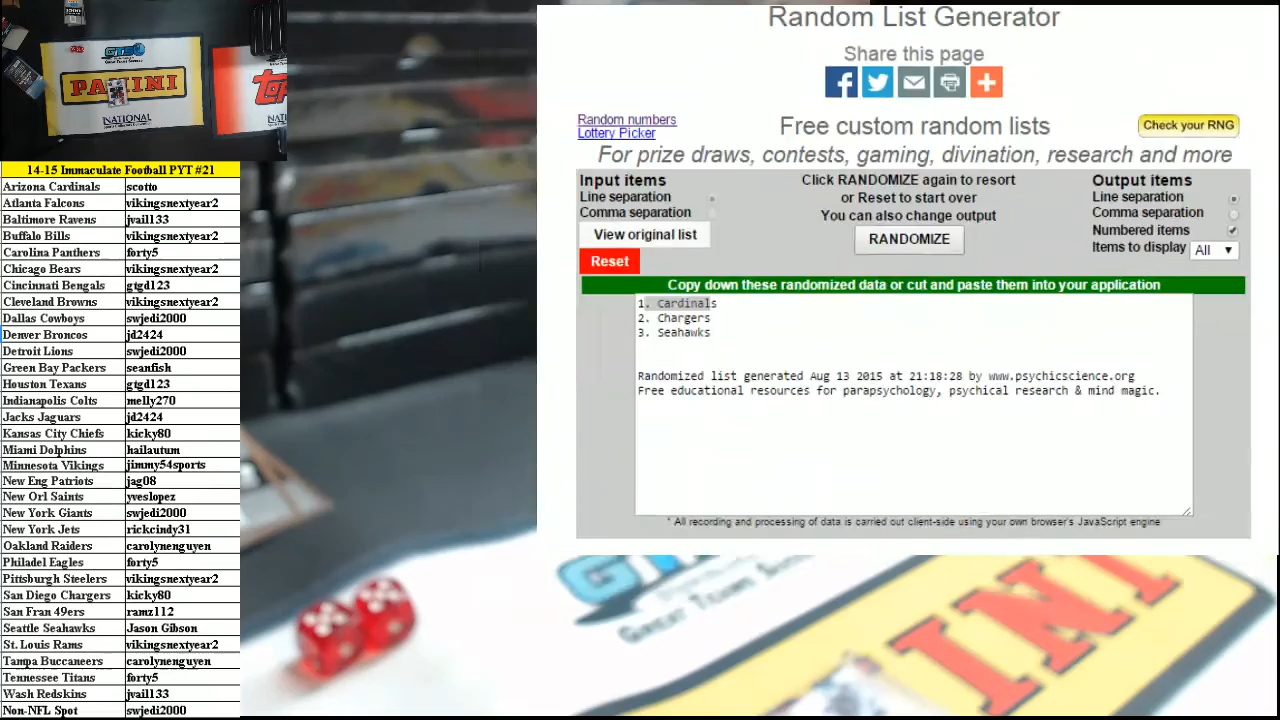 GTS
PANINI
NATIONAL
14-15 Immaculate Football PYT #21
Arizona Cardinals scotto
Atlanta Falcons vikingsnextyear2
Baltimore Ravens jvail133
Buffalo Bills vikingsnextyear2
Carolina Panthers forty5
Chicago Bears vikingsnextyear2
Cincinnati Bengals gtgd123
Cleveland Browns vikingsnextyear2
Dallas Cowboys swjedi2000
Denver Broncos jd2424
Detroit Lions swjedi2000
Green Bay Packers seanfish
Houston Texans gtgd123
Indianapolis Colts melly270
Jacks Jaguars jd2424
Kansas City Chiefs kicky80
Miami Dolphins hailautum
Minnesota Vikings jimmy54sports
New Eng Patriots jag08
New Orl Saints yveslopez
New York Giants swjedi2000
New York Jets rickcindy31
Oakland Raiders carolynenguyen
Philadel Eagles forty5
Pittsburgh Steelers vikingsnextyear2
San Diego Chargers kicky80
San Fran 49ers ramz112
Seattle Seahawks Jason Gibson
St. Louis Rams vikingsnextyear2
Tampa Buccaneers carolynenguyen
Tennessee Titans forty5
Wash Redskins jvail133
Non-NFL Spot swjedi2000
Random List Generator
Share this page
Random numbers
Lottery Picker
Free custom random lists
Check your RNG
For prize draws, contests, gaming, divination, research and more
Input items
Line separation
Comma separation
View original list
Reset
Click RANDOMIZE again to resort
or Reset to start over
You can also change output
RANDOMIZE
Output items
Line separation
Comma separation
Numbered items
Items to display All
Copy down these randomized data or cut and paste them into your application
1. Cardinals
2. Chargers
3. Seahawks
Randomized list generated Aug 13 2015 at 21:18:28 by www.psychicscience.org
Free educational resources for parapsychology, psychical research & mind magic.
* All recording and processing of data is carried out client-side using your own browser's JavaScript engine
GREAT
INI